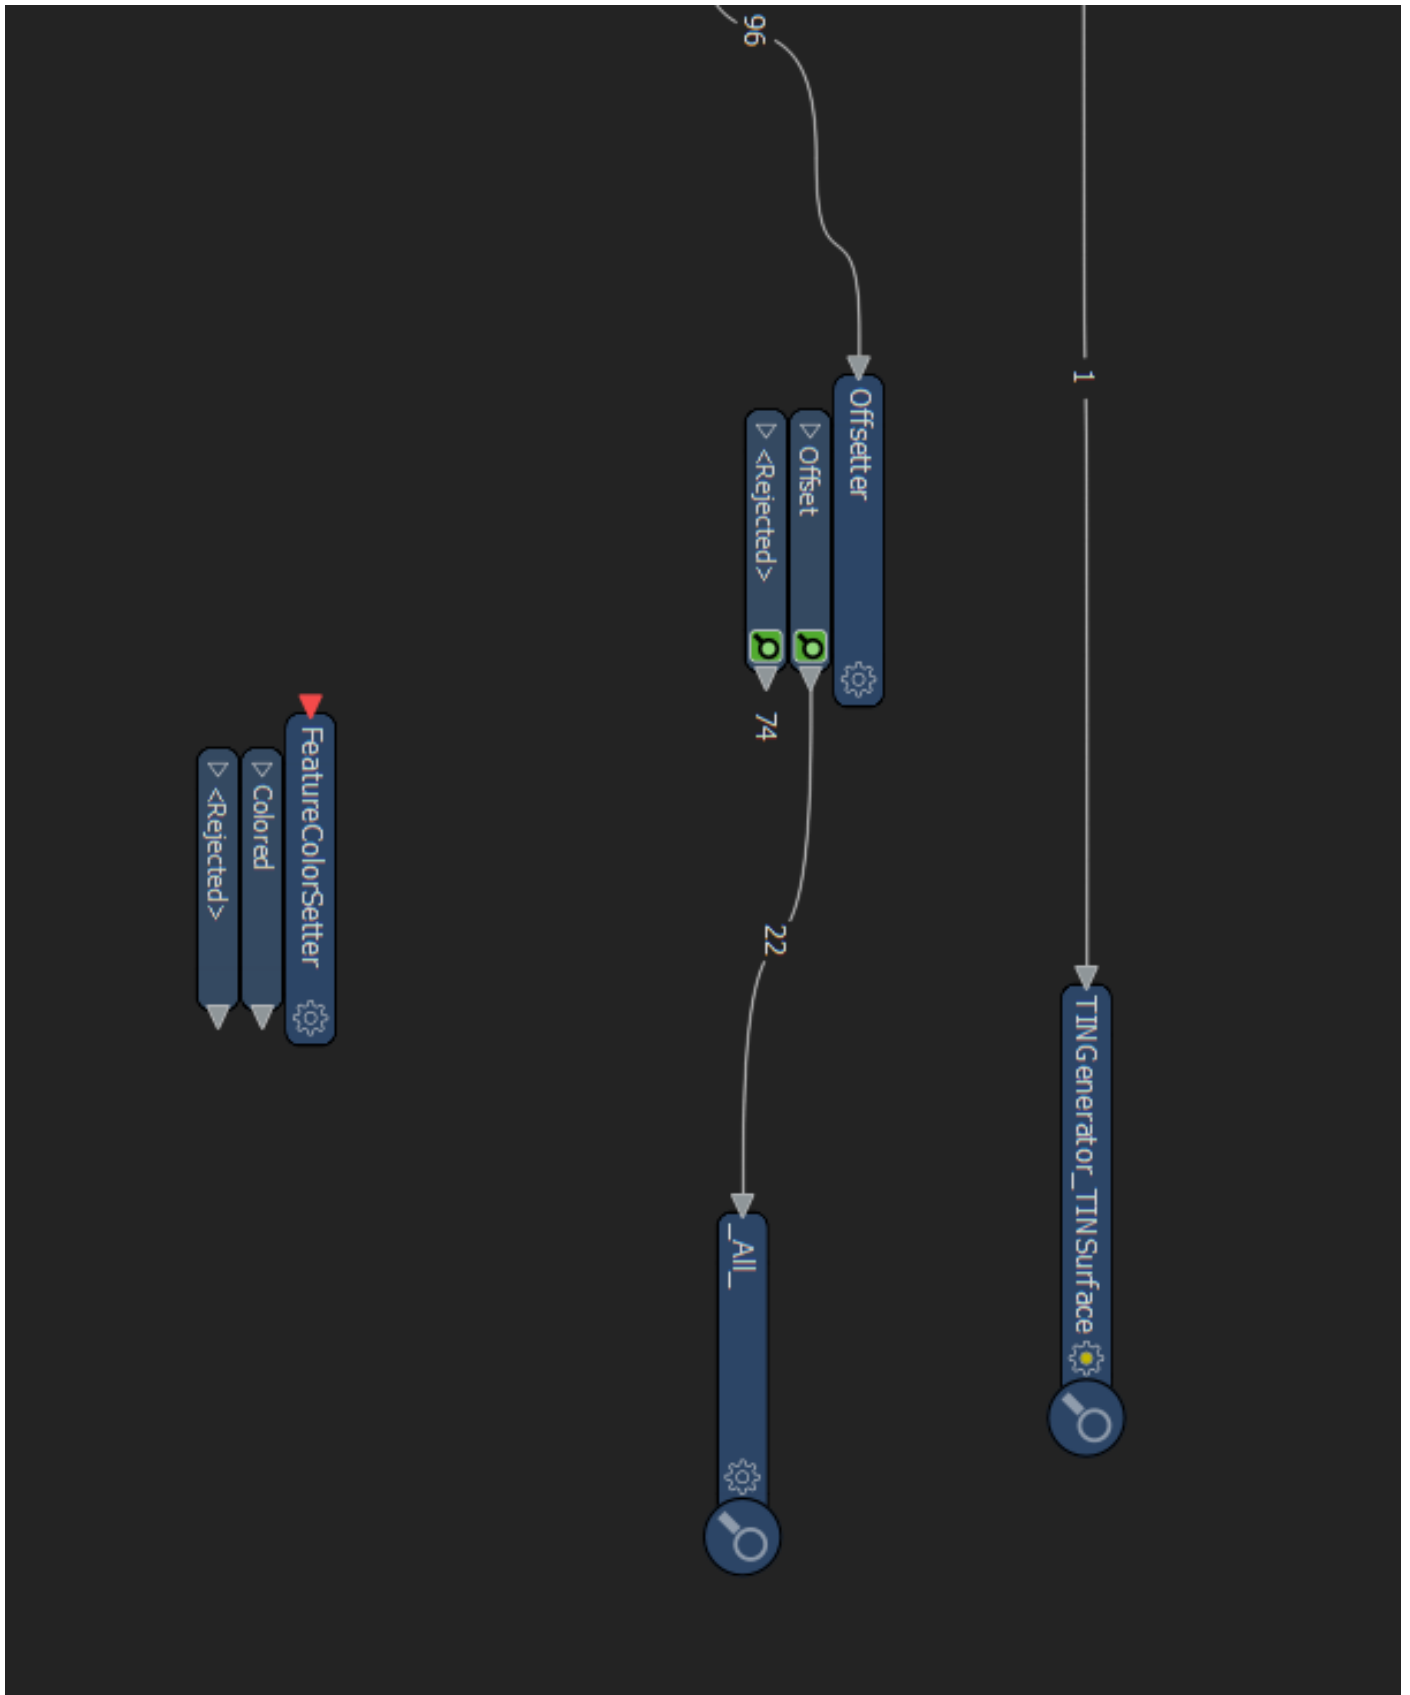 1
TINGenerator_TINSurface
96
Offsetter
Offset
<Rejected>
74
22
_All_
FeatureColorSetter
Colored
<Rejected>